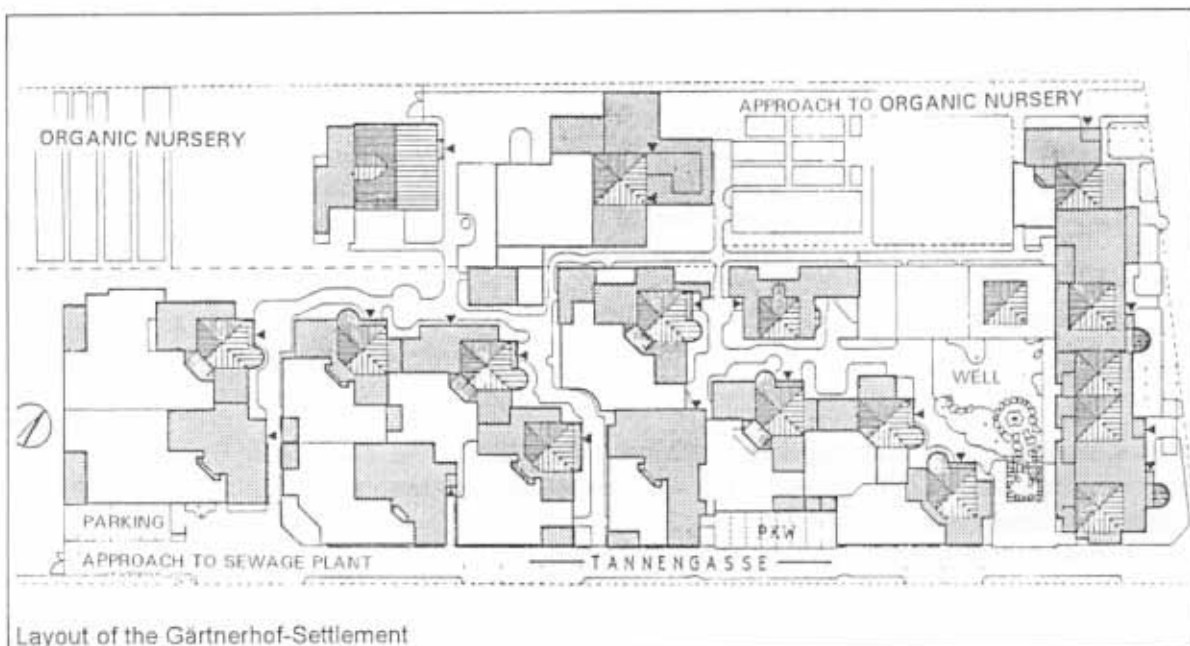 ORGANIC NURSERY
APPROACH TO ORGANIC NURSERY
WELL
PARKING
PKW
APPROACH TO SEWAGE PLANT
TANNENGASSE
Layout of the Gärtnerhof-Settlement